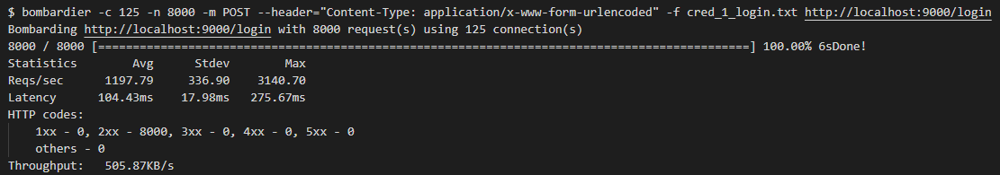 $ bombardier -c 125 -n 8000 -m POST --header="Content-Type: application/x-www-form-urlencoded" -f cred_1_login.txt http://localhost:9000/login
Bombarding http://localhost:9000/login with 8000 request(s) using 125 connection(s)
8000 / 8000 [===============================================================================================] 100.00% 6sDone!
Statistics        Avg      Stdev        Max
Reqs/sec      1197.79     336.90    3140.70
Latency      104.43ms    17.98ms   275.67ms
HTTP codes:
    1xx - 0, 2xx - 8000, 3xx - 0, 4xx - 0, 5xx - 0
    others - 0
Throughput:   505.87KB/s